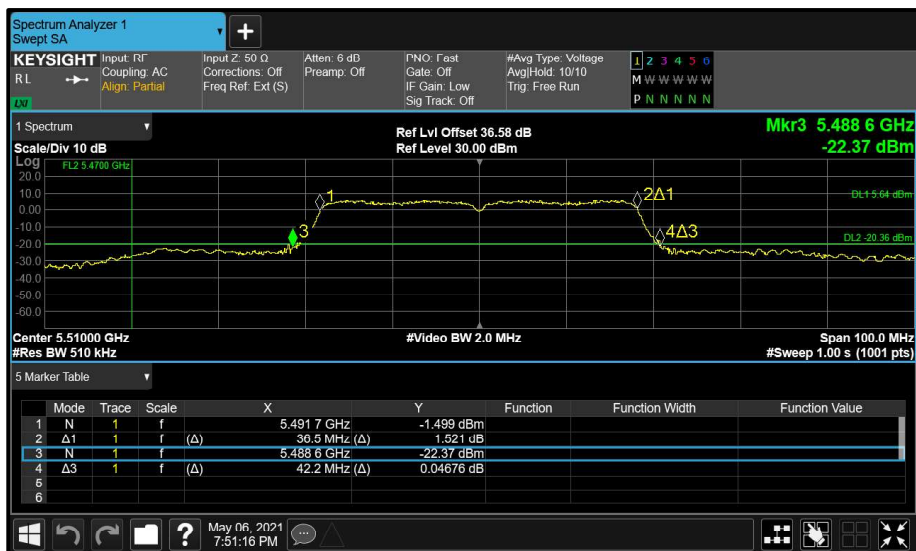 Spectrum Analyzer 1
Swept SA
+
KEYSIGHT
RL
LXI
Input: RF
Coupling: AC
Align: Partial
Input Z: 50 Ω
Corrections: Off
Freq Ref: Ext (S)
Atten: 6 dB
Preamp: Off
PNO: Fast
Gate: Off
IF Gain: Low
Sig Track: Off
#Avg Type: Voltage
Avg|Hold: 10/10
Trig: Free Run
1 2 3 4 5 6
M W W W W W
P N N N N N
1 Spectrum
Scale/Div 10 dB
Ref Lvl Offset 36.58 dB
Ref Level 30.00 dBm
Mkr3 5.488 6 GHz
-22.37 dBm
Log
FL2 5.4700 GHz
20.0
10.0
0.00
-10.0
-20.0
-30.0
-40.0
-50.0
-60.0
1
2Δ1
3
4Δ3
DL1 5.64 dBm
DL2 -20.36 dBm
Center 5.51000 GHz
#Res BW 510 kHz
#Video BW 2.0 MHz
Span 100.0 MHz
#Sweep 1.00 s (1001 pts)
5 Marker Table
Mode Trace Scale X Y Function Function Width Function Value
1 N 1 f 5.491 7 GHz -1.499 dBm
2 Δ1 1 f (Δ) 36.5 MHz (Δ) 1.521 dB
3 N 1 f 5.488 6 GHz -22.37 dBm
4 Δ3 1 f (Δ) 42.2 MHz (Δ) 0.04676 dB
5
6
?
May 06, 2021
7:51:16 PM